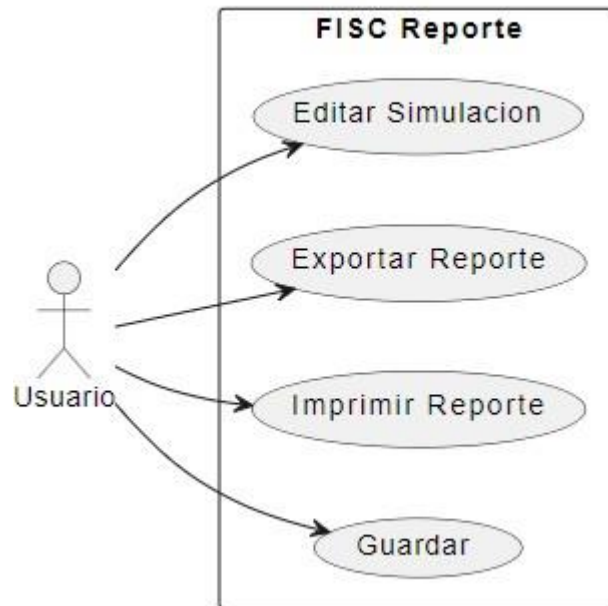 FISC Reporte
Editar Simulacion
Exportar Reporte
Usuario
Imprimir Reporte
Guardar